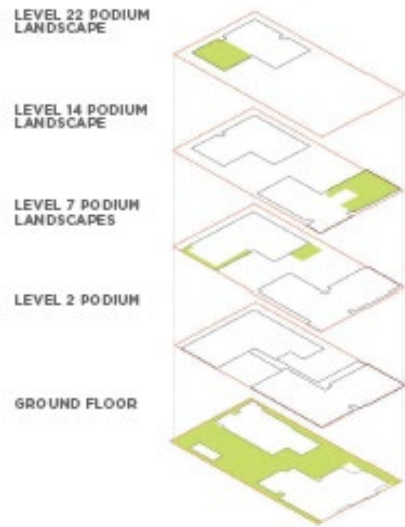 LEVEL 22 PODIUM
LANDSCAPE
LEVEL 14 PODIUM
LANDSCAPE
LEVEL 7 PODIUM
LANDSCAPES
LEVEL 2 PODIUM
GROUND FLOOR